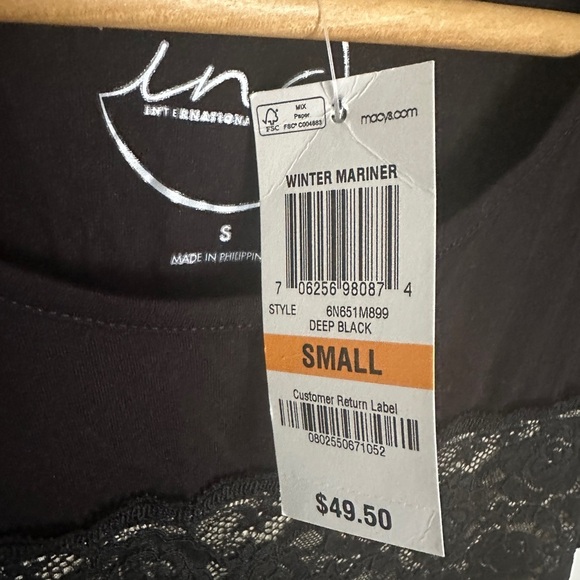 inc
INTERNATIONA
S
MADE IN PHILIPPIN
FSC
MIX
Paper
FSC® C004883
macys.com
WINTER MARINER
7 06256 98087 4
STYLE 6N651M899
DEEP BLACK
SMALL
Customer Return Label
0802550671052
$49.50